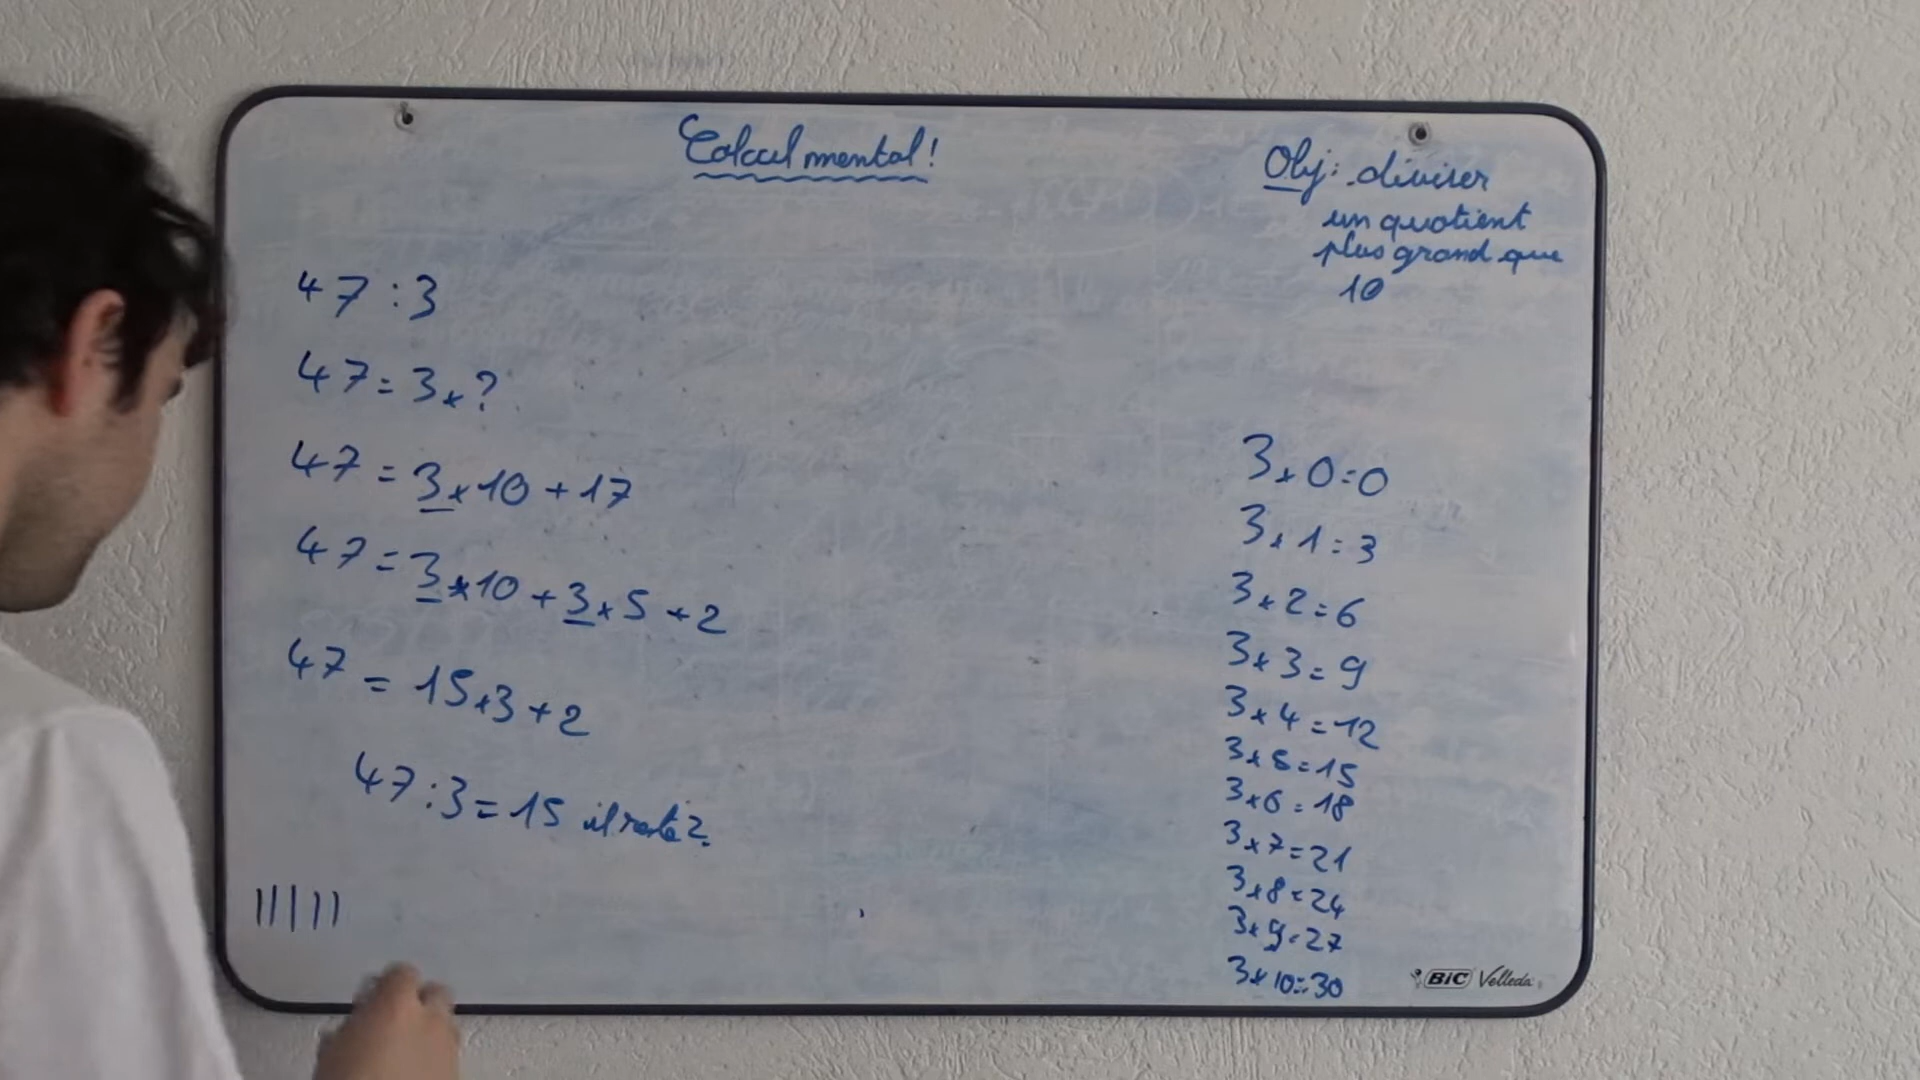 Calcul mental!
Obj: diviser
un quotient
plus grand que
10
47 : 3
47 = 3 x ?
47 = 3 x 10 + 17
47 = 3 x 10 + 3 x 5 + 2
47 = 15 x 3 + 2
47 : 3 = 15 il reste 2.
| | | | |
3 x 0 = 0
3 x 1 = 3
3 x 2 = 6
3 x 3 = 9
3 x 4 = 12
3 x 5 = 15
3 x 6 = 18
3 x 7 = 21
3 x 8 = 24
3 x 9 = 27
3 x 10 = 30
BIC Velleda